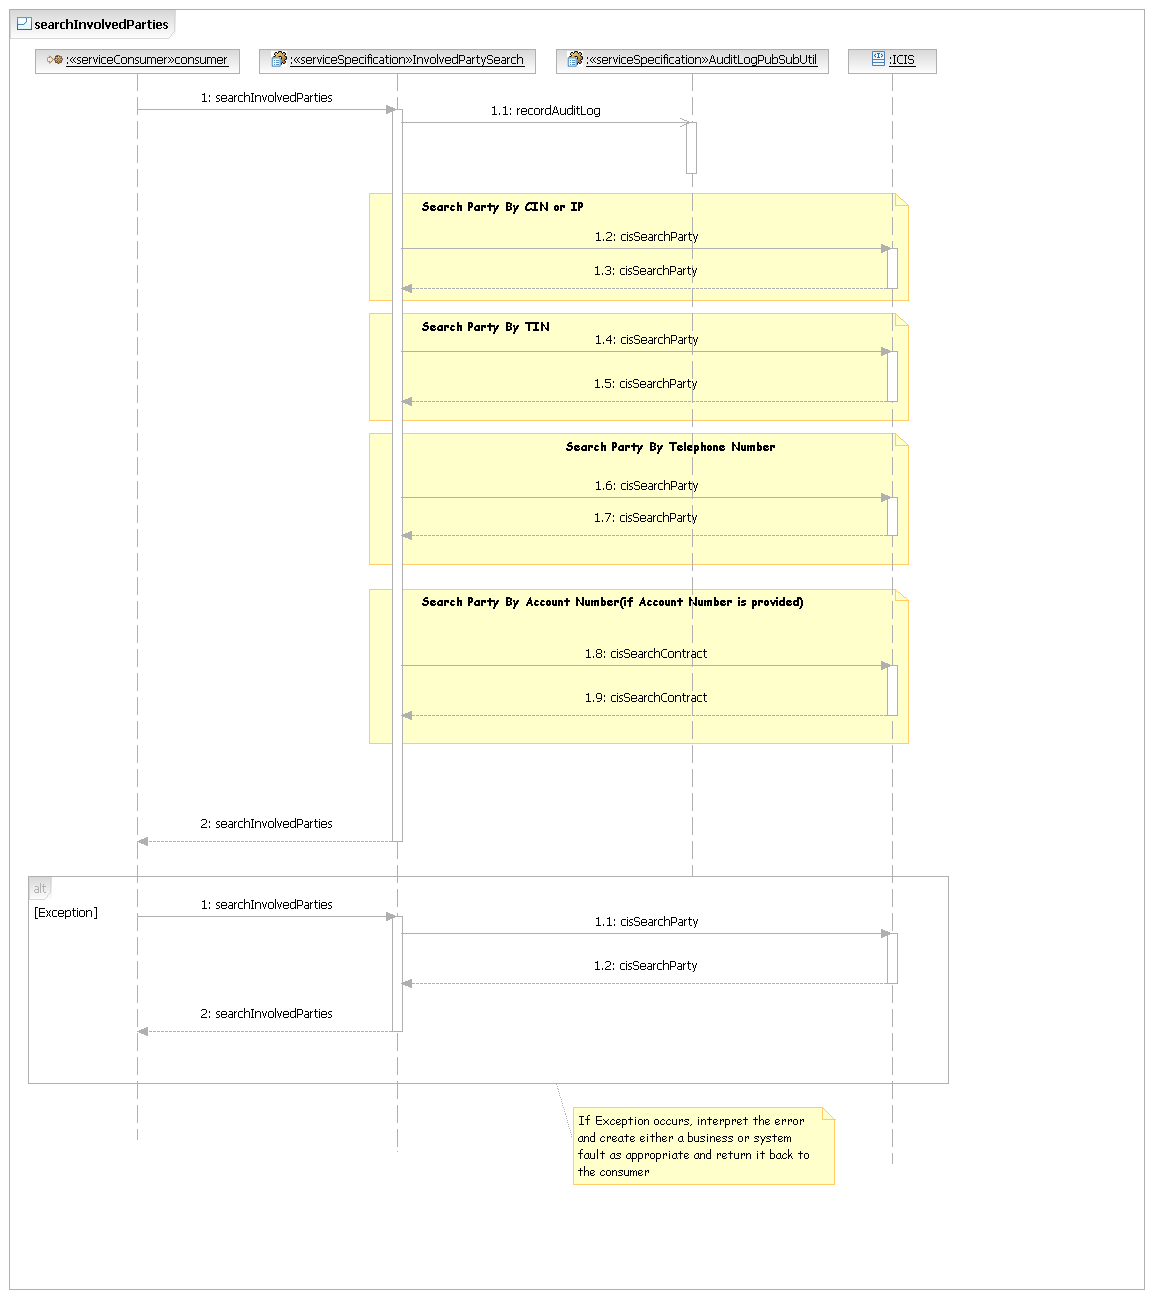 searchInvolvedParties
:«serviceConsumer»consumer
:«serviceSpecification»InvolvedPartySearch
:«serviceSpecification»AuditLogPubSubUtil
:ICIS
1: searchInvolvedParties
1.1: recordAuditLog
Search Party By CIN or IP
1.2: cisSearchParty
1.3: cisSearchParty
Search Party By TIN
1.4: cisSearchParty
1.5: cisSearchParty
Search Party By Telephone Number
1.6: cisSearchParty
1.7: cisSearchParty
Search Party By Account Number(if Account Number is provided)
1.8: cisSearchContract
1.9: cisSearchContract
2: searchInvolvedParties
alt
[Exception]
1: searchInvolvedParties
1.1: cisSearchParty
1.2: cisSearchParty
2: searchInvolvedParties
If Exception occurs, interpret the error
and create either a business or system
fault as appropriate and return it back to
the consumer